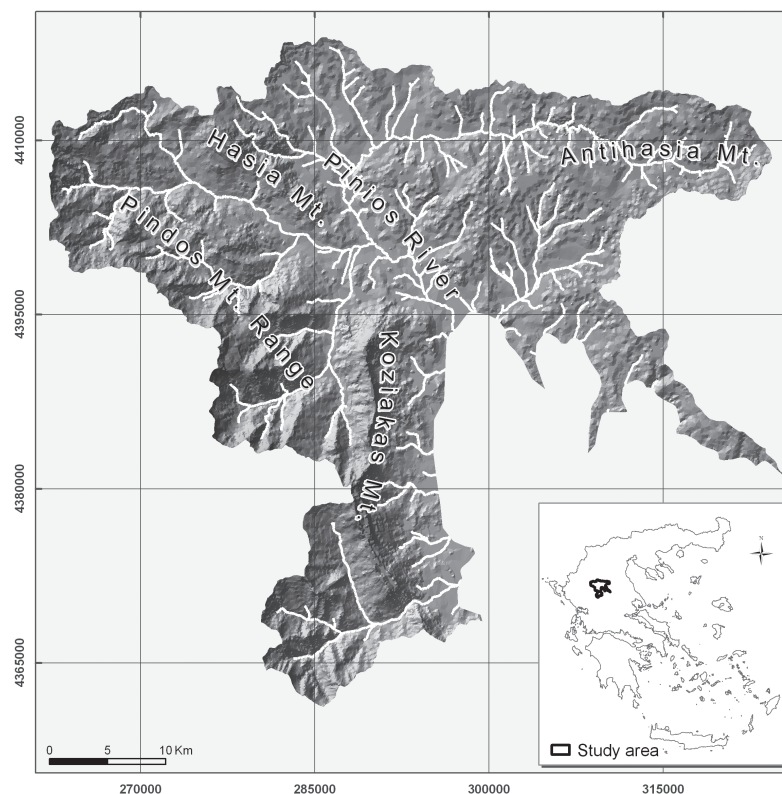 4410000
4395000
4380000
4365000
Hasia Mt.
Pinios River
Antihasia Mt.
Pindos Mt. Range
Koziakas Mt.
N
Study area
0 5 10 Km
270000 285000 300000 315000